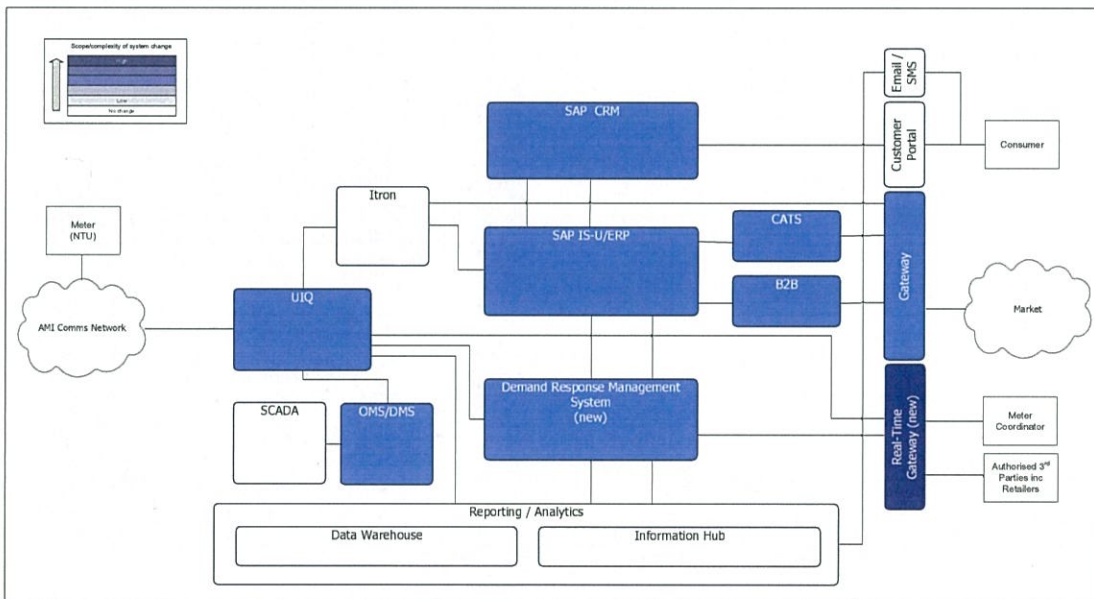 Scope/complexity of system change
High
Low
No change
Email /
SMS
SAP CRM
Customer
Portal
Consumer
Itron
Meter
(NTU)
CATS
SAP IS-U/ERP
Gateway
B2B
UIQ
AMI Comms Network
Market
Demand Response Management
System
(new)
SCADA
OMS/DMS
Real-Time
Gateway (new)
Meter
Coordinator
Authorised 3rd
Parties inc
Retailers
Reporting / Analytics
Data Warehouse
Information Hub